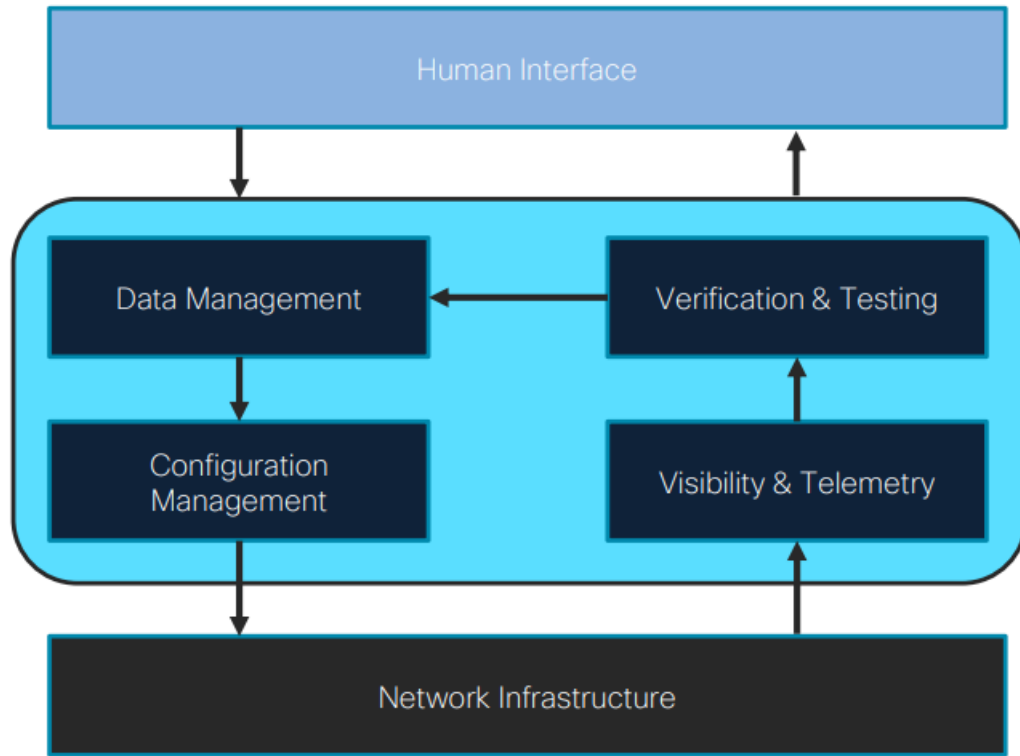 Human Interface
Data Management
Verification & Testing
Configuration
Management
Visibility & Telemetry
Network Infrastructure